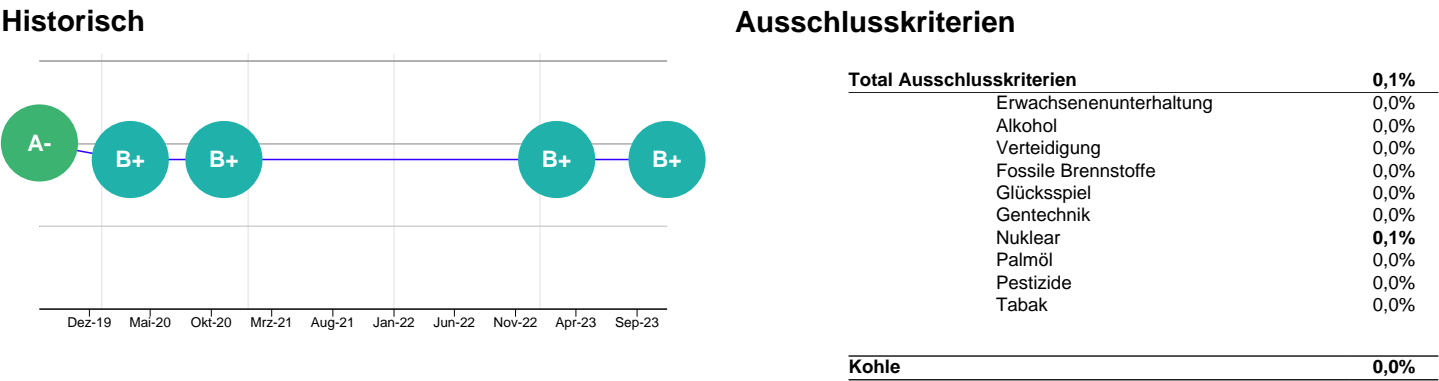 Historisch
A-
B+
B+
B+
B+
Dez-19 Mai-20 Okt-20 Mrz-21 Aug-21 Jan-22 Jun-22 Nov-22 Apr-23 Sep-23
Ausschlusskriterien
Total Ausschlusskriterien 0,1%
Erwachsenenunterhaltung 0,0%
Alkohol 0,0%
Verteidigung 0,0%
Fossile Brennstoffe 0,0%
Glücksspiel 0,0%
Gentechnik 0,0%
Nuklear 0,1%
Palmöl 0,0%
Pestizide 0,0%
Tabak 0,0%
Kohle 0,0%